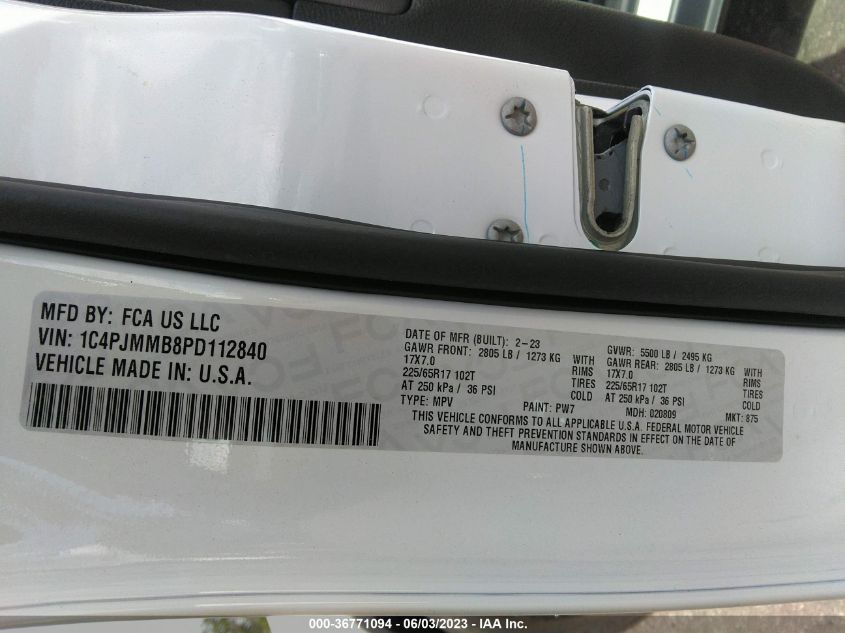 MFD BY: FCA US LLC
VIN: 1C4PJMMB8PD112840
VEHICLE MADE IN: U.S.A.
DATE OF MFR (BUILT): 2-23 GVWR: 5500 LB / 2495 KG
GAWR FRONT: 2805 LB / 1273 KG WITH GAWR REAR: 2805 LB / 1273 KG WITH
17X7.0 RIMS 17X7.0 RIMS
225/65R17 102T TIRES 225/65R17 102T TIRES
AT 250 kPa / 36 PSI COLD AT 250 kPa / 36 PSI COLD
TYPE: MPV PAINT: PW7 MDH: 020809 MKT: 875
THIS VEHICLE CONFORMS TO ALL APPLICABLE U.S.A. FEDERAL MOTOR VEHICLE
SAFETY AND THEFT PREVENTION STANDARDS IN EFFECT ON THE DATE OF
MANUFACTURE SHOWN ABOVE.
000-36771094 - 06/03/2023 - IAA Inc.